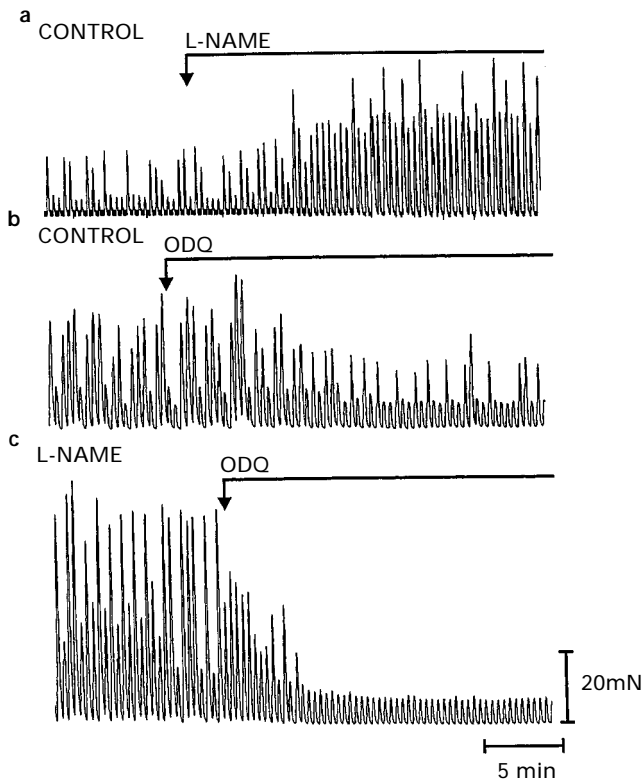 a
CONTROL
L-NAME
b
CONTROL
ODQ
c
L-NAME
ODQ
20mN
5 min